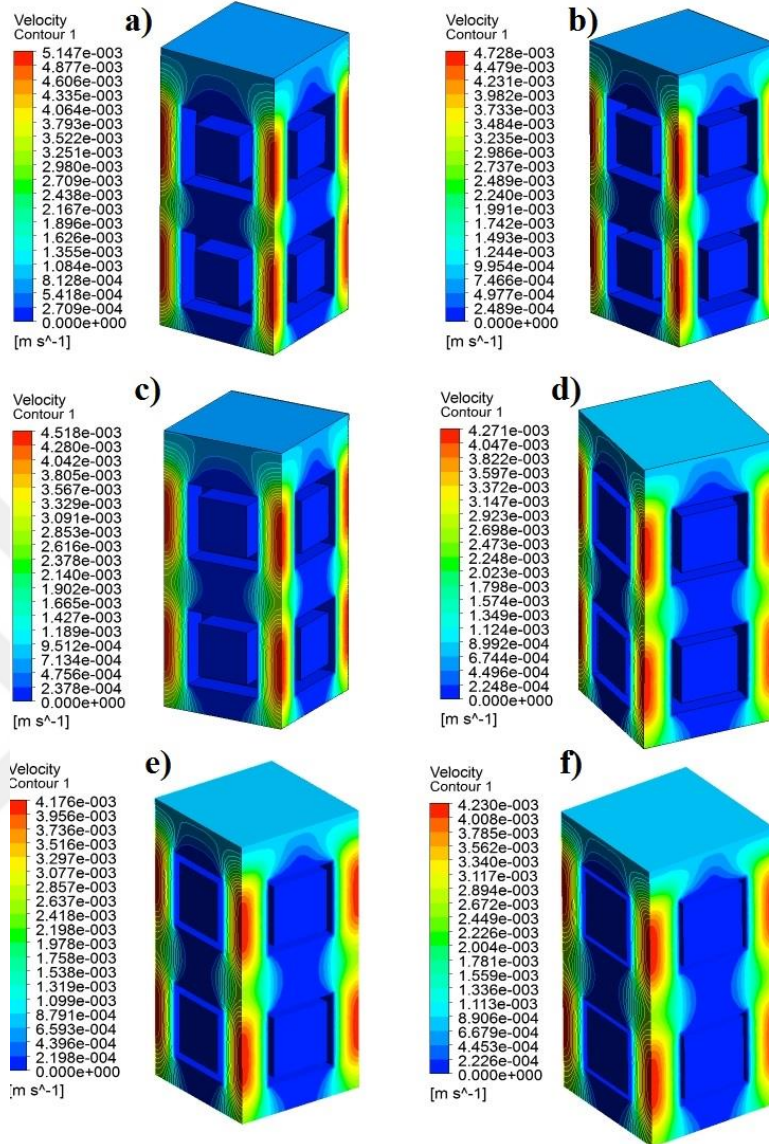 Velocity
Contour 1
a)
5.147e-003
4.877e-003
4.606e-003
4.335e-003
4.064e-003
3.793e-003
3.522e-003
3.251e-003
2.980e-003
2.709e-003
2.438e-003
2.167e-003
1.896e-003
1.626e-003
1.355e-003
1.084e-003
8.128e-004
5.418e-004
2.709e-004
0.000e+000
[m s^-1]
Velocity
Contour 1
b)
4.728e-003
4.479e-003
4.231e-003
3.982e-003
3.733e-003
3.484e-003
3.235e-003
2.986e-003
2.737e-003
2.489e-003
2.240e-003
1.991e-003
1.742e-003
1.493e-003
1.244e-003
9.954e-004
7.466e-004
4.977e-004
2.489e-004
0.000e+000
[m s^-1]
Velocity
Contour 1
c)
4.518e-003
4.280e-003
4.042e-003
3.805e-003
3.567e-003
3.329e-003
3.091e-003
2.853e-003
2.616e-003
2.378e-003
2.140e-003
1.902e-003
1.665e-003
1.427e-003
1.189e-003
9.512e-004
7.134e-004
4.756e-004
2.378e-004
0.000e+000
[m s^-1]
Velocity
Contour 1
d)
4.271e-003
4.047e-003
3.822e-003
3.597e-003
3.372e-003
3.147e-003
2.923e-003
2.698e-003
2.473e-003
2.248e-003
2.023e-003
1.798e-003
1.574e-003
1.349e-003
1.124e-003
8.992e-004
6.744e-004
4.496e-004
2.248e-004
0.000e+000
[m s^-1]
Velocity
Contour 1
e)
4.176e-003
3.956e-003
3.736e-003
3.516e-003
3.297e-003
3.077e-003
2.857e-003
2.637e-003
2.418e-003
2.198e-003
1.978e-003
1.758e-003
1.538e-003
1.319e-003
1.099e-003
8.791e-004
6.593e-004
4.396e-004
2.198e-004
0.000e+000
[m s^-1]
Velocity
Contour 1
f)
4.230e-003
4.008e-003
3.785e-003
3.562e-003
3.340e-003
3.117e-003
2.894e-003
2.672e-003
2.449e-003
2.226e-003
2.004e-003
1.781e-003
1.559e-003
1.336e-003
1.113e-003
8.906e-004
6.679e-004
4.453e-004
2.226e-004
0.000e+000
[m s^-1]